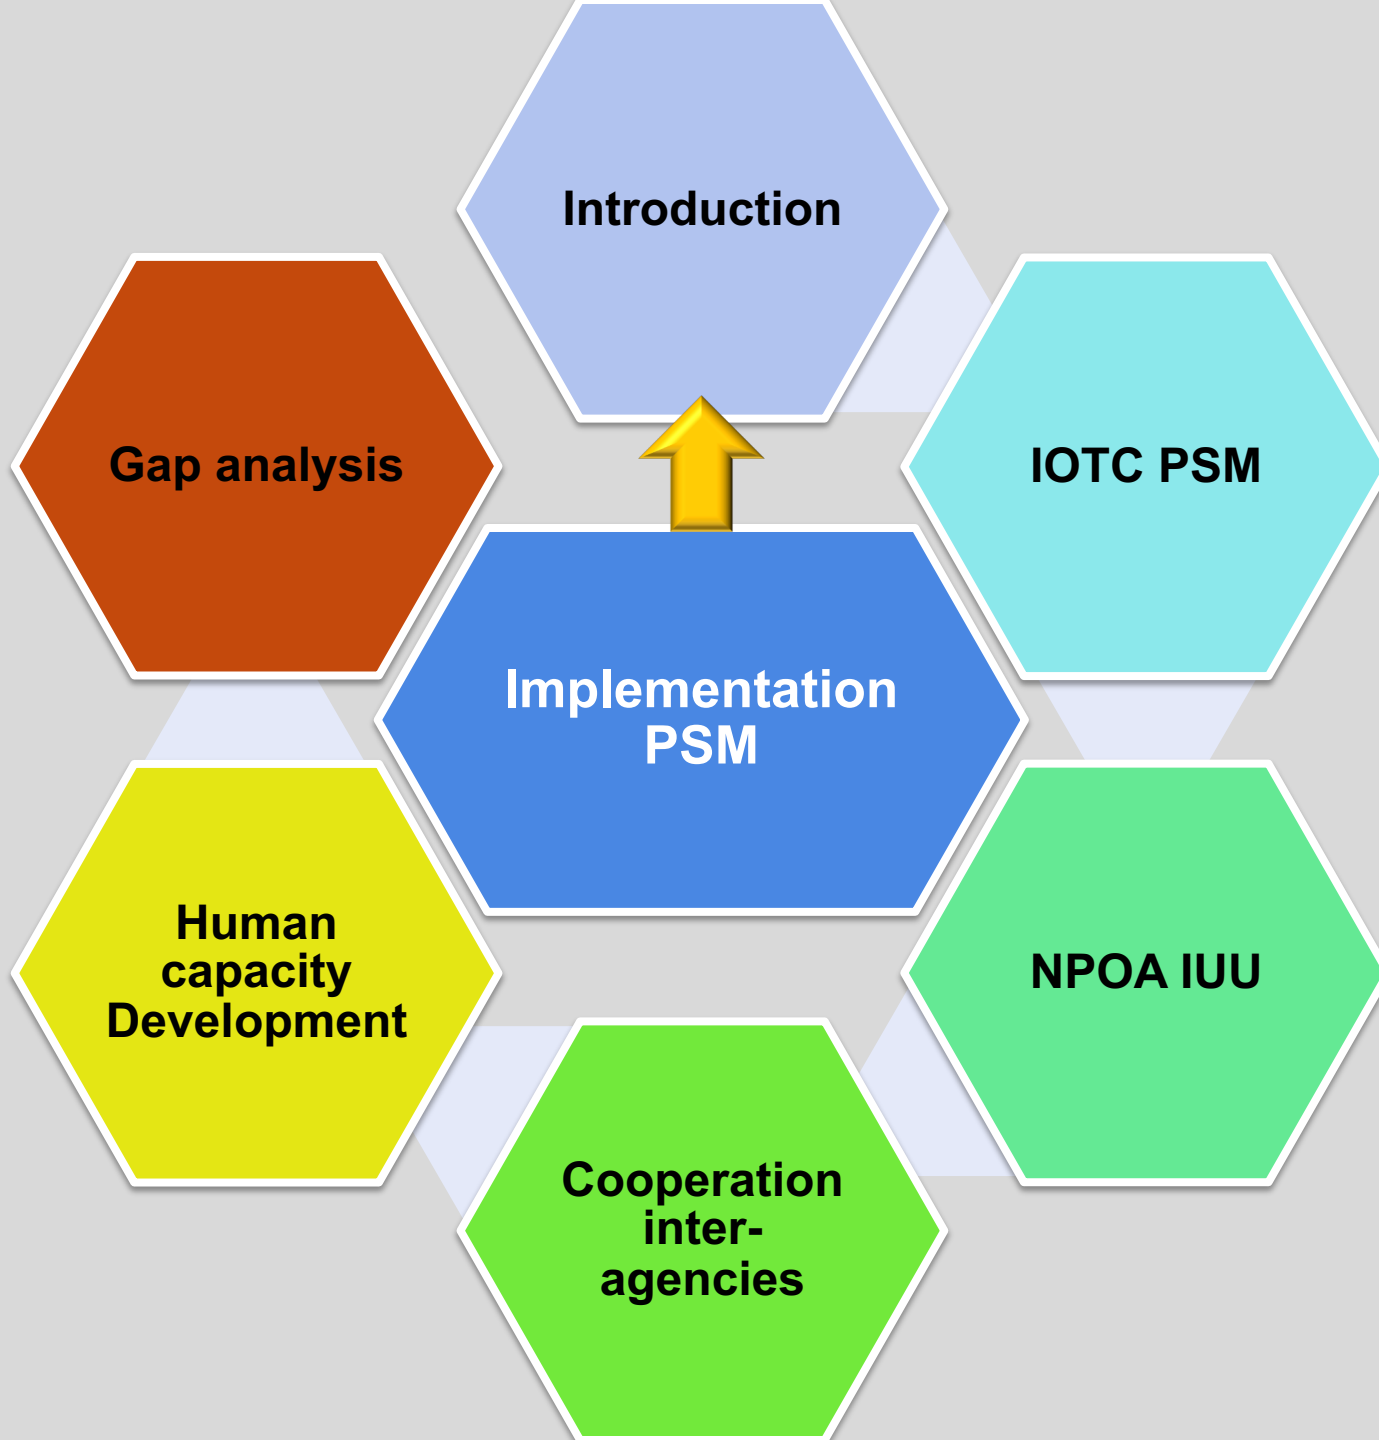 Introduction
Gap analysis
IOTC PSM
Implementation
PSM
Human
capacity
Development
NPOA IUU
Cooperation
inter-
agencies